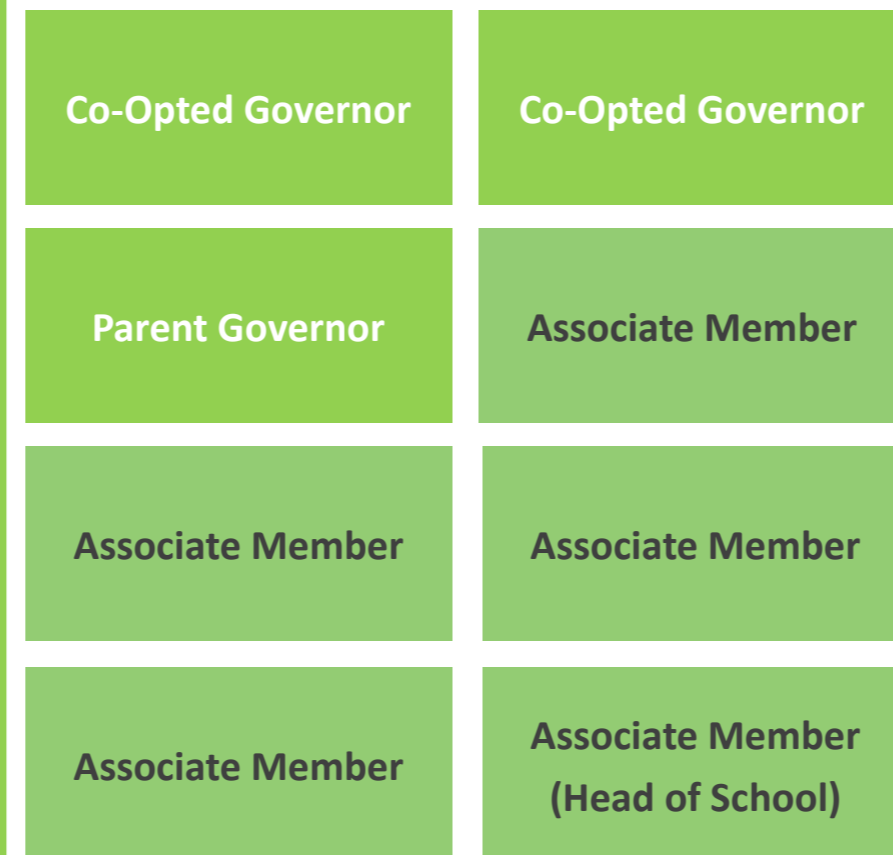 Co-Opted Governor
Co-Opted Governor
Parent Governor
Associate Member
Associate Member
Associate Member
Associate Member
Associate Member
(Head of School)